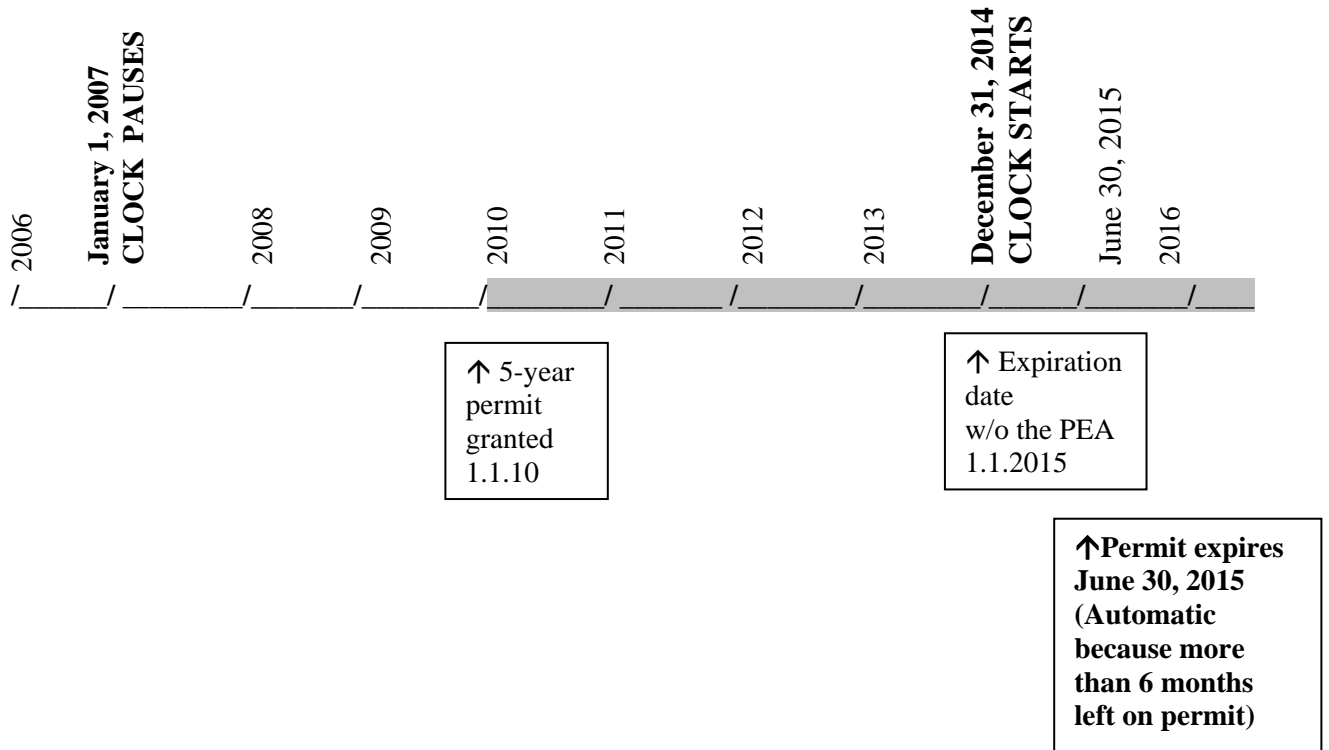 2006
January 1, 2007
CLOCK PAUSES
2008
2009
2010
2011
2012
2013
December 31, 2014
CLOCK STARTS
June 30, 2015
2016
/______/ ________/_______/________/________/ _______/________/________/______/_______/____
↑ 5-year
permit
granted
1.1.10
↑ Expiration
date
w/o the PEA
1.1.2015
↑Permit expires
June 30, 2015
(Automatic
because more
than 6 months
left on permit)